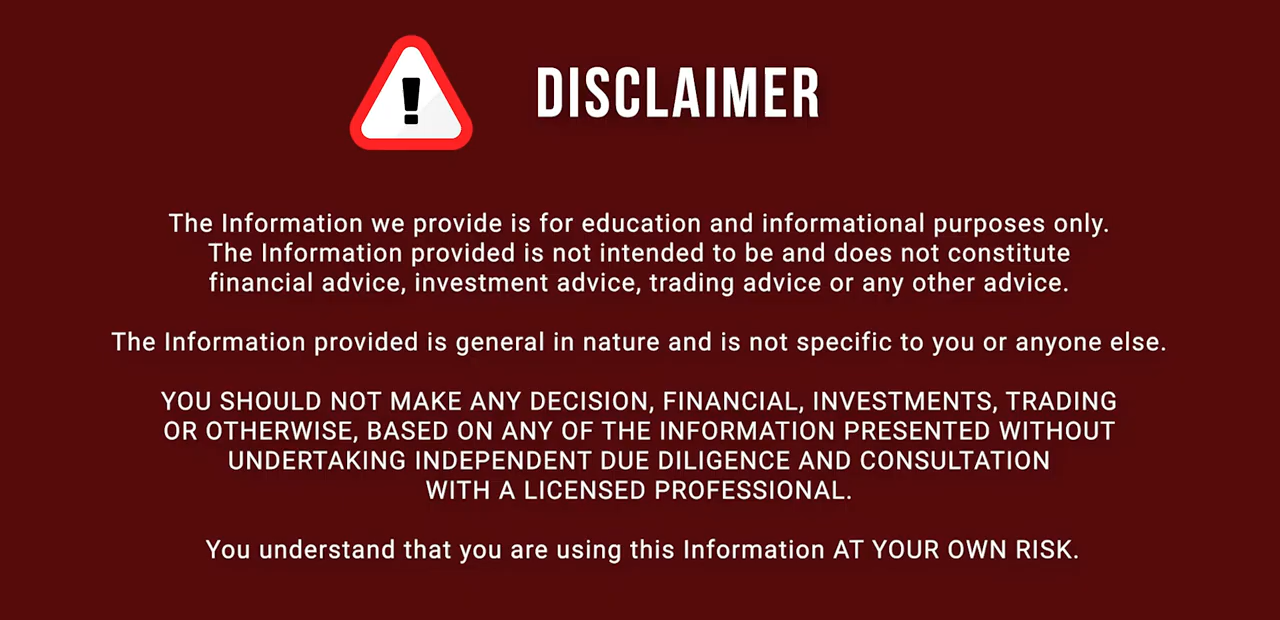 DISCLAIMER
The Information we provide is for education and informational purposes only.
The Information provided is not intended to be and does not constitute
financial advice, investment advice, trading advice or any other advice.
The Information provided is general in nature and is not specific to you or anyone else.
YOU SHOULD NOT MAKE ANY DECISION, FINANCIAL, INVESTMENTS, TRADING
OR OTHERWISE, BASED ON ANY OF THE INFORMATION PRESENTED WITHOUT
UNDERTAKING INDEPENDENT DUE DILIGENCE AND CONSULTATION
WITH A LICENSED PROFESSIONAL.
You understand that you are using this Information AT YOUR OWN RISK.